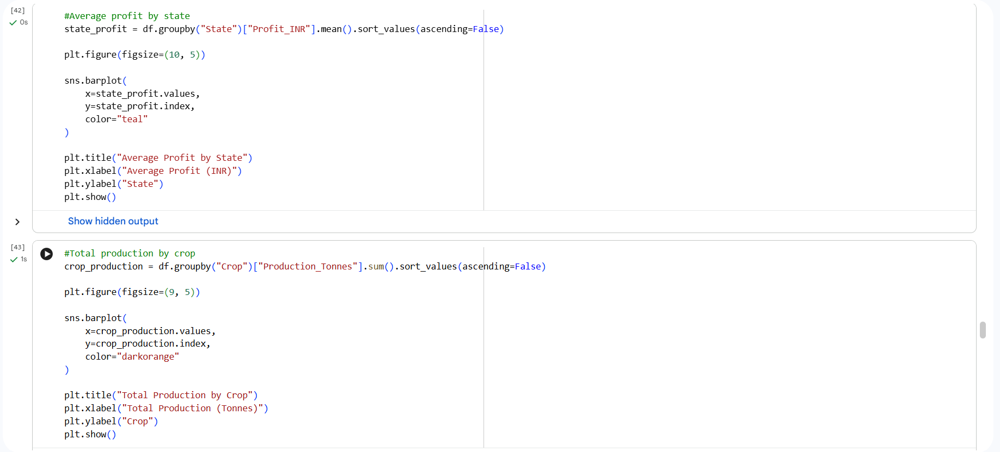 [42]
0s
#Average profit by state
state_profit = df.groupby("State")["Profit_INR"].mean().sort_values(ascending=False)
plt.figure(figsize=(10, 5))
sns.barplot(
    x=state_profit.values,
    y=state_profit.index,
    color="teal"
)
plt.title("Average Profit by State")
plt.xlabel("Average Profit (INR)")
plt.ylabel("State")
plt.show()
Show hidden output
[43]
1s
#Total production by crop
crop_production = df.groupby("Crop")["Production_Tonnes"].sum().sort_values(ascending=False)
plt.figure(figsize=(9, 5))
sns.barplot(
    x=crop_production.values,
    y=crop_production.index,
    color="darkorange"
)
plt.title("Total Production by Crop")
plt.xlabel("Total Production (Tonnes)")
plt.ylabel("Crop")
plt.show()